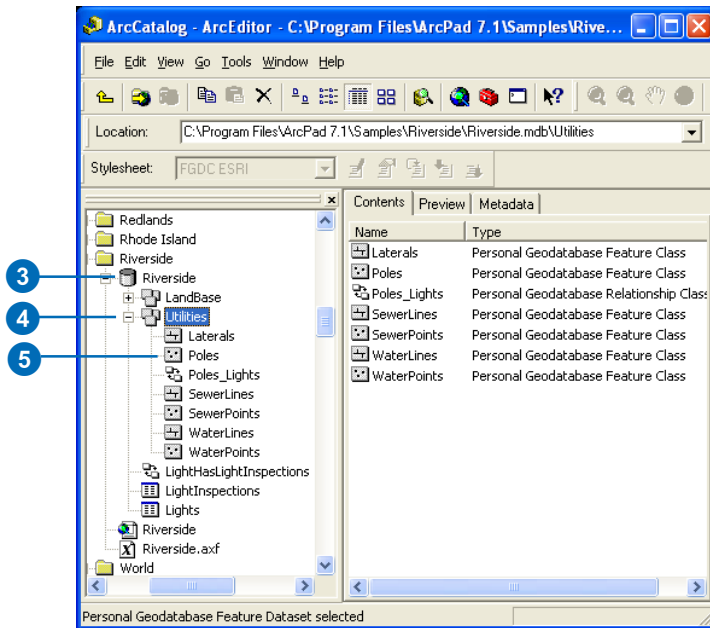 ArcCatalog - ArcEditor - C:\Program Files\ArcPad 7.1\Samples\Rive...
File Edit View Go Tools Window Help
Location: C:\Program Files\ArcPad 7.1\Samples\Riverside\Riverside.mdb\Utilities
Stylesheet: FGDC ESRI
Contents Preview Metadata
Name Type
Laterals Personal Geodatabase Feature Class
Poles Personal Geodatabase Feature Class
Poles_Lights Personal Geodatabase Relationship Class
SewerLines Personal Geodatabase Feature Class
SewerPoints Personal Geodatabase Feature Class
WaterLines Personal Geodatabase Feature Class
WaterPoints Personal Geodatabase Feature Class
Redlands
Rhode Island
Riverside
3 Riverside
LandBase
4 Utilities
Laterals
5 Poles
Poles_Lights
SewerLines
SewerPoints
WaterLines
WaterPoints
LightHasLightInspections
LightInspections
Lights
Riverside
Riverside.axf
World
Personal Geodatabase Feature Dataset selected